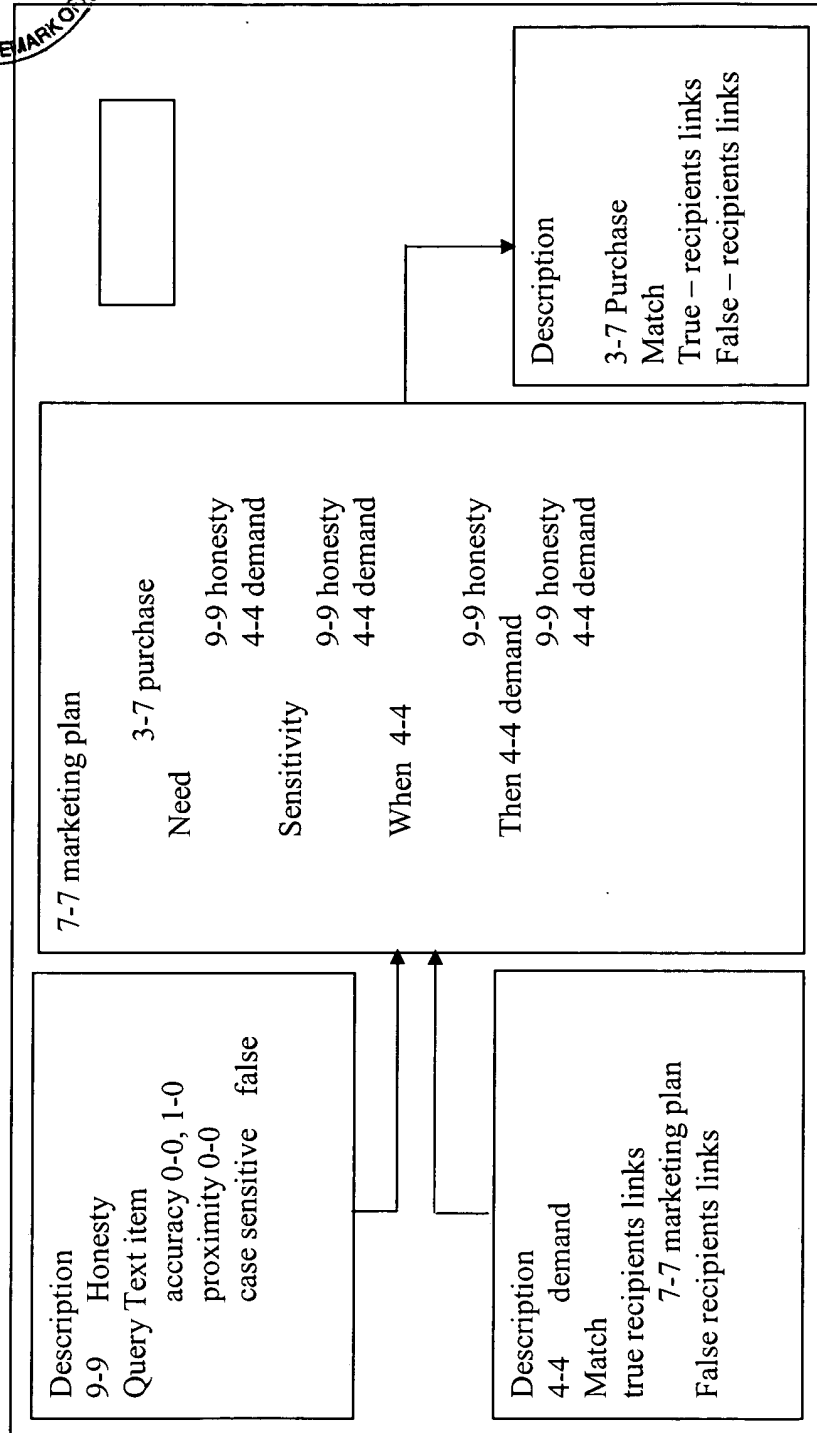 EMARK
Description
9-9 Honesty
Query Text item
accuracy 0-0, 1-0
proximity 0-0
case sensitive false
Description
4-4 demand
Match
true recipients links
7-7 marketing plan
False recipients links
7-7 marketing plan
3-7 purchase
Need
9-9 honesty
4-4 demand
Sensitivity
9-9 honesty
4-4 demand
When 4-4
9-9 honesty
Then 4-4 demand
9-9 honesty
4-4 demand
Description
3-7 Purchase
Match
True – recipients links
False – recipients links